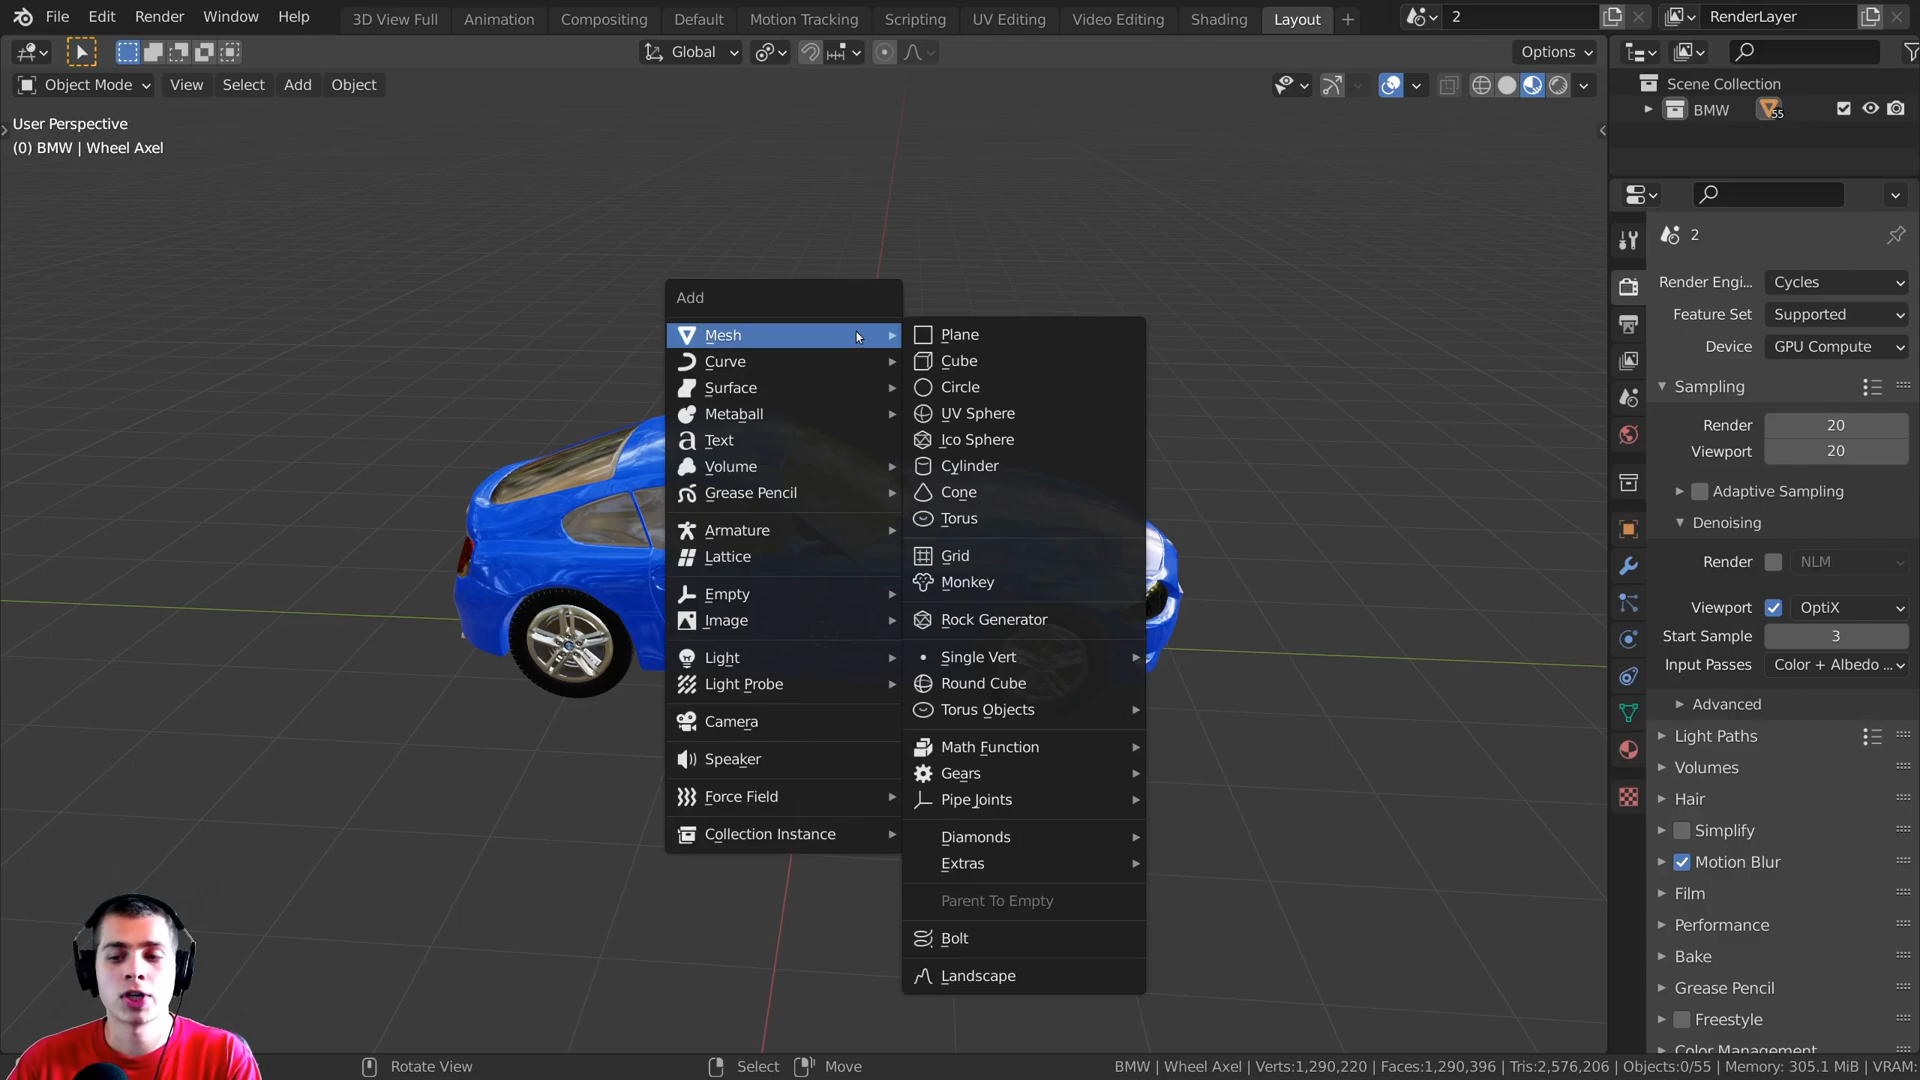 File Edit Render Window Help 3D View Full Animation Compositing Default Motion Tracking Scripting UV Editing Video Editing Shading Layout + 2 RenderLayer
Global Options
Object Mode View Select Add Object
User Perspective
(0) BMW | Wheel Axel
Scene Collection
BMW 55
2
Add
Mesh
Curve
Surface
Metaball
Text
Volume
Grease Pencil
Armature
Lattice
Empty
Image
Light
Light Probe
Camera
Speaker
Force Field
Collection Instance
Plane
Cube
Circle
UV Sphere
Ico Sphere
Cylinder
Cone
Torus
Grid
Monkey
Rock Generator
Single Vert
Round Cube
Torus Objects
Math Function
Gears
Pipe Joints
Diamonds
Extras
Parent To Empty
Bolt
Landscape
Render Engi... Cycles
Feature Set Supported
Device GPU Compute
Sampling
Render 20
Viewport 20
Adaptive Sampling
Denoising
Render NLM
Viewport OptiX
Start Sample 3
Input Passes Color + Albedo ...
Advanced
Light Paths
Volumes
Hair
Simplify
Motion Blur
Film
Performance
Bake
Grease Pencil
Freestyle
Color Management
Rotate View Select Move BMW | Wheel Axel | Verts:1,290,220 | Faces:1,290,396 | Tris:2,576,206 | Objects:0/55 | Memory: 305.1 MiB | VRAM: